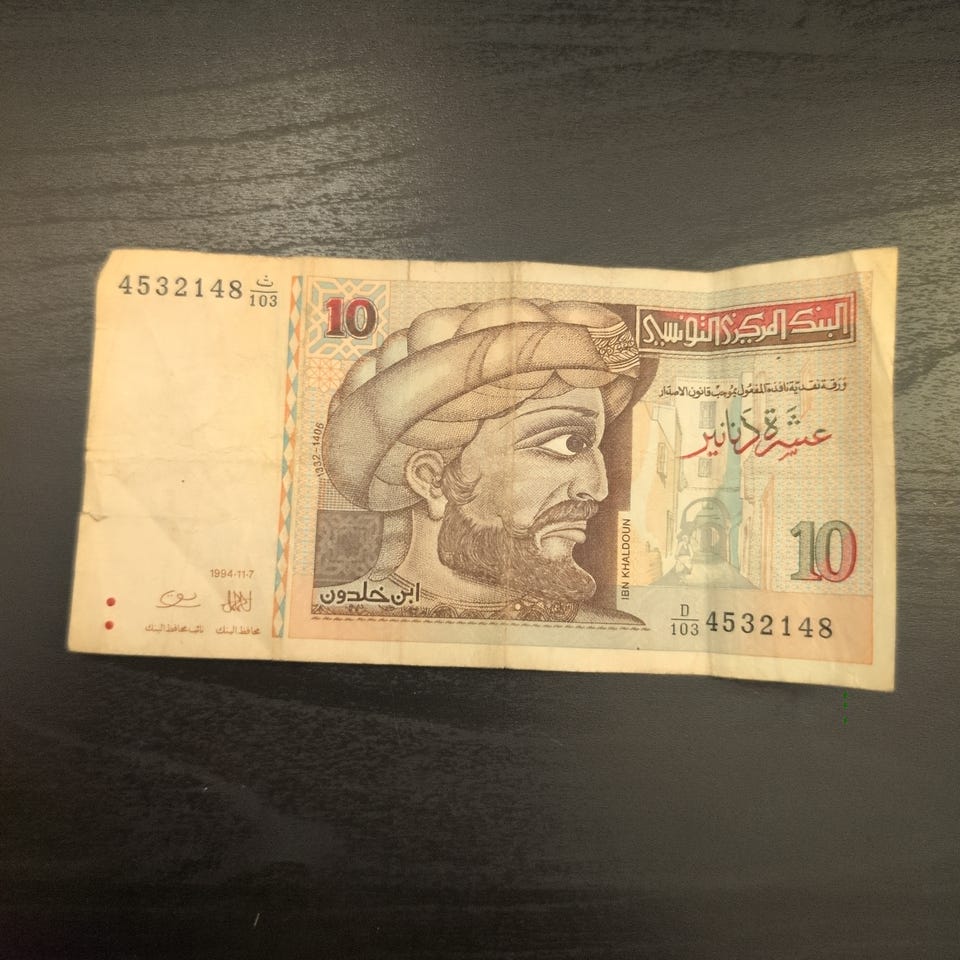 4532148 ث/103
10
البنك المركزي التونسي
ورقة نقدية نافذة المفعول بموجب قانون الإصدار
عشرة دنانير
1332-1406
10
IBN KHALDOUN
ابن خلدون
1994-11-7
محافظ البنك
نائب محافظ البنك
D/103 4532148